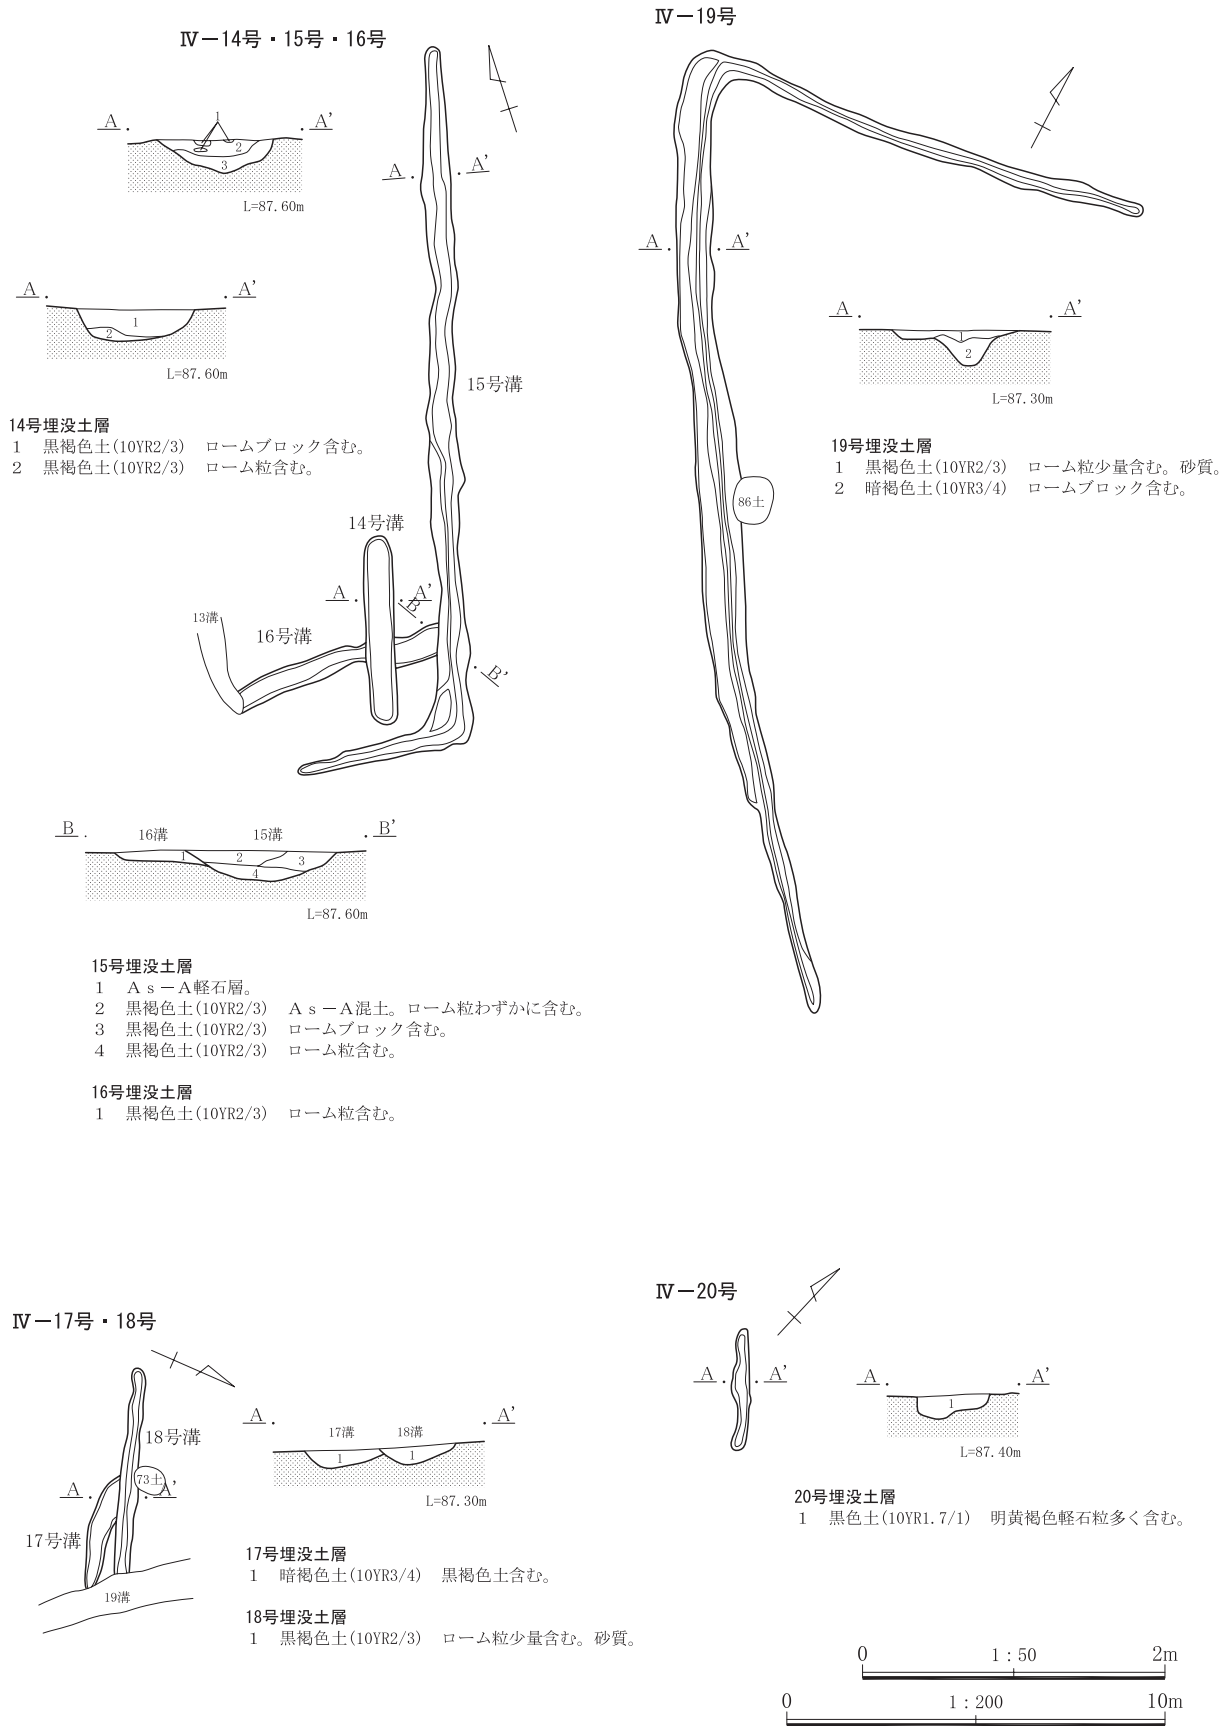 Ⅳ－14号・15号・16号
A
A'
1
2
3
L=87.60m
A
A'
1
2
L=87.60m
14号埋没土層
1　黒褐色土(10YR2/3)　ロームブロック含む。
2　黒褐色土(10YR2/3)　ローム粒含む。
A
A'
15号溝
14号溝
A
A'
B
13溝
16号溝
B'
B
16溝
15溝
B'
1
2
3
4
L=87.60m
15号埋没土層
1　Ａｓ－Ａ軽石層。
2　黒褐色土(10YR2/3)　Ａｓ－Ａ混土。ローム粒わずかに含む。
3　黒褐色土(10YR2/3)　ロームブロック含む。
4　黒褐色土(10YR2/3)　ローム粒含む。
16号埋没土層
1　黒褐色土(10YR2/3)　ローム粒含む。
Ⅳ－19号
A
A'
86土
A
A'
1
2
L=87.30m
19号埋没土層
1　黒褐色土(10YR2/3)　ローム粒少量含む。砂質。
2　暗褐色土(10YR3/4)　ロームブロック含む。
Ⅳ－17号・18号
18号溝
73土
A
A'
17号溝
19溝
A
17溝
18溝
A'
1
1
L=87.30m
17号埋没土層
1　暗褐色土(10YR3/4)　黒褐色土含む。
18号埋没土層
1　黒褐色土(10YR2/3)　ローム粒少量含む。砂質。
Ⅳ－20号
A
A'
A
A'
1
L=87.40m
20号埋没土層
1　黒色土(10YR1.7/1)　明黄褐色軽石粒多く含む。
0　1：50　2m
0　1：200　10m